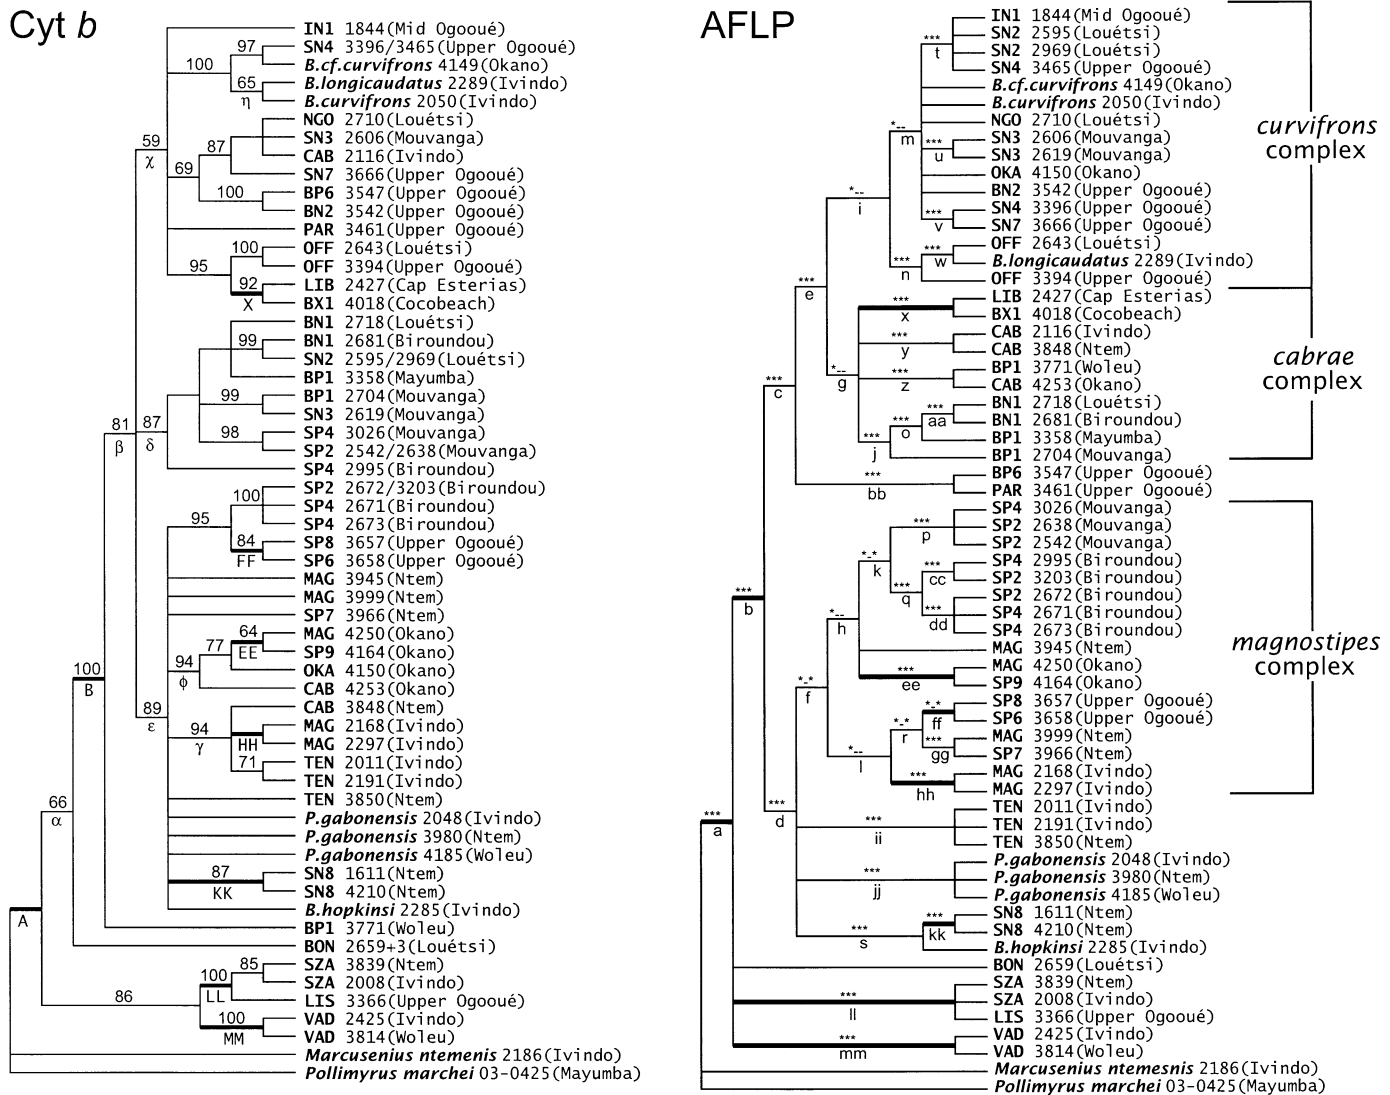 Cyt b
IN1 1844(Mid Ogooué)
SN4 3396/3465(Upper Ogooué)
B.cf.curvifrons 4149(Okano)
B.longicaudatus 2289(Ivindo)
B.curvifrons 2050(Ivindo)
NGO 2710(Louétsi)
SN3 2606(Mouvanga)
CAB 2116(Ivindo)
SN7 3666(Upper Ogooué)
BP6 3547(Upper Ogooué)
BN2 3542(Upper Ogooué)
PAR 3461(Upper Ogooué)
OFF 2643(Louétsi)
OFF 3394(Upper Ogooué)
LIB 2427(Cap Esterias)
BX1 4018(Cocobeach)
BN1 2718(Louétsi)
BN1 2681(Biroundou)
SN2 2595/2969(Louétsi)
BP1 3358(Mayumba)
BP1 2704(Mouvanga)
SN3 2619(Mouvanga)
SP4 3026(Mouvanga)
SP2 2542/2638(Mouvanga)
SP4 2995(Biroundou)
SP2 2672/3203(Biroundou)
SP4 2671(Biroundou)
SP4 2673(Biroundou)
SP8 3657(Upper Ogooué)
SP6 3658(Upper Ogooué)
MAG 3945(Ntem)
MAG 3999(Ntem)
SP7 3966(Ntem)
MAG 4250(Okano)
SP9 4164(Okano)
OKA 4150(Okano)
CAB 4253(Okano)
CAB 3848(Ntem)
MAG 2168(Ivindo)
MAG 2297(Ivindo)
TEN 2011(Ivindo)
TEN 2191(Ivindo)
TEN 3850(Ntem)
P.gabonensis 2048(Ivindo)
P.gabonensis 3980(Ntem)
P.gabonensis 4185(Woleu)
SN8 1611(Ntem)
SN8 4210(Ntem)
B.hopkinsi 2285(Ivindo)
BP1 3771(Woleu)
BON 2659+3(Louétsi)
SZA 3839(Ntem)
SZA 2008(Ivindo)
LIS 3366(Upper Ogooué)
VAD 2425(Ivindo)
VAD 3814(Woleu)
Marcusenius ntemenis 2186(Ivindo)
Pollimyrus marchei 03-0425(Mayumba)
97
100
65
η
59
χ
87
69
100
100
95
92
X
99
99
98
81
β
87
δ
100
95
84
FF
64
EE
77
94
ϕ
100
B
89
ε
94
γ
HH
71
66
α
87
KK
A
85
100
LL
86
100
MM
AFLP
IN1 1844(Mid Ogooué)
SN2 2595(Louétsi)
SN2 2969(Louétsi)
SN4 3465(Upper Ogooué)
B.cf.curvifrons 4149(Okano)
B.curvifrons 2050(Ivindo)
NGO 2710(Louétsi)
SN3 2606(Mouvanga)
SN3 2619(Mouvanga)
OKA 4150(Okano)
BN2 3542(Upper Ogooué)
SN4 3396(Upper Ogooué)
SN7 3666(Upper Ogooué)
OFF 2643(Louétsi)
B.longicaudatus 2289(Ivindo)
OFF 3394(Upper Ogooué)
LIB 2427(Cap Esterias)
BX1 4018(Cocobeach)
CAB 2116(Ivindo)
CAB 3848(Ntem)
BP1 3771(Woleu)
CAB 4253(Okano)
BN1 2718(Louétsi)
BN1 2681(Biroundou)
BP1 3358(Mayumba)
BP1 2704(Mouvanga)
BP6 3547(Upper Ogooué)
PAR 3461(Upper Ogooué)
SP4 3026(Mouvanga)
SP2 2638(Mouvanga)
SP2 2542(Mouvanga)
SP4 2995(Biroundou)
SP2 3203(Biroundou)
SP2 2672(Biroundou)
SP4 2671(Biroundou)
SP4 2673(Biroundou)
MAG 3945(Ntem)
MAG 4250(Okano)
SP9 4164(Okano)
SP8 3657(Upper Ogooué)
SP6 3658(Upper Ogooué)
MAG 3999(Ntem)
SP7 3966(Ntem)
MAG 2168(Ivindo)
MAG 2297(Ivindo)
TEN 2011(Ivindo)
TEN 2191(Ivindo)
TEN 3850(Ntem)
P.gabonensis 2048(Ivindo)
P.gabonensis 3980(Ntem)
P.gabonensis 4185(Woleu)
SN8 1611(Ntem)
SN8 4210(Ntem)
B.hopkinsi 2285(Ivindo)
BON 2659(Louétsi)
SZA 3839(Ntem)
SZA 2008(Ivindo)
LIS 3366(Upper Ogooué)
VAD 2425(Ivindo)
VAD 3814(Woleu)
Marcusenius ntemesnis 2186(Ivindo)
Pollimyrus marchei 03-0425(Mayumba)
***
t
*--
m
***
u
*--
i
***
v
***
w
***
n
***
e
***
x
***
y
*--
g
***
z
***
c
***
aa
***
o
***
j
***
bb
***
p
*-*
k
***
cc
***
q
***
dd
***
b
*--
h
***
ee
*-*
f
*-*
ff
*-*
r
***
gg
*--
l
***
hh
***
d
***
a
***
ii
***
jj
***
kk
***
s
***
ll
***
mm
curvifrons
complex
cabrae
complex
magnostipes
complex